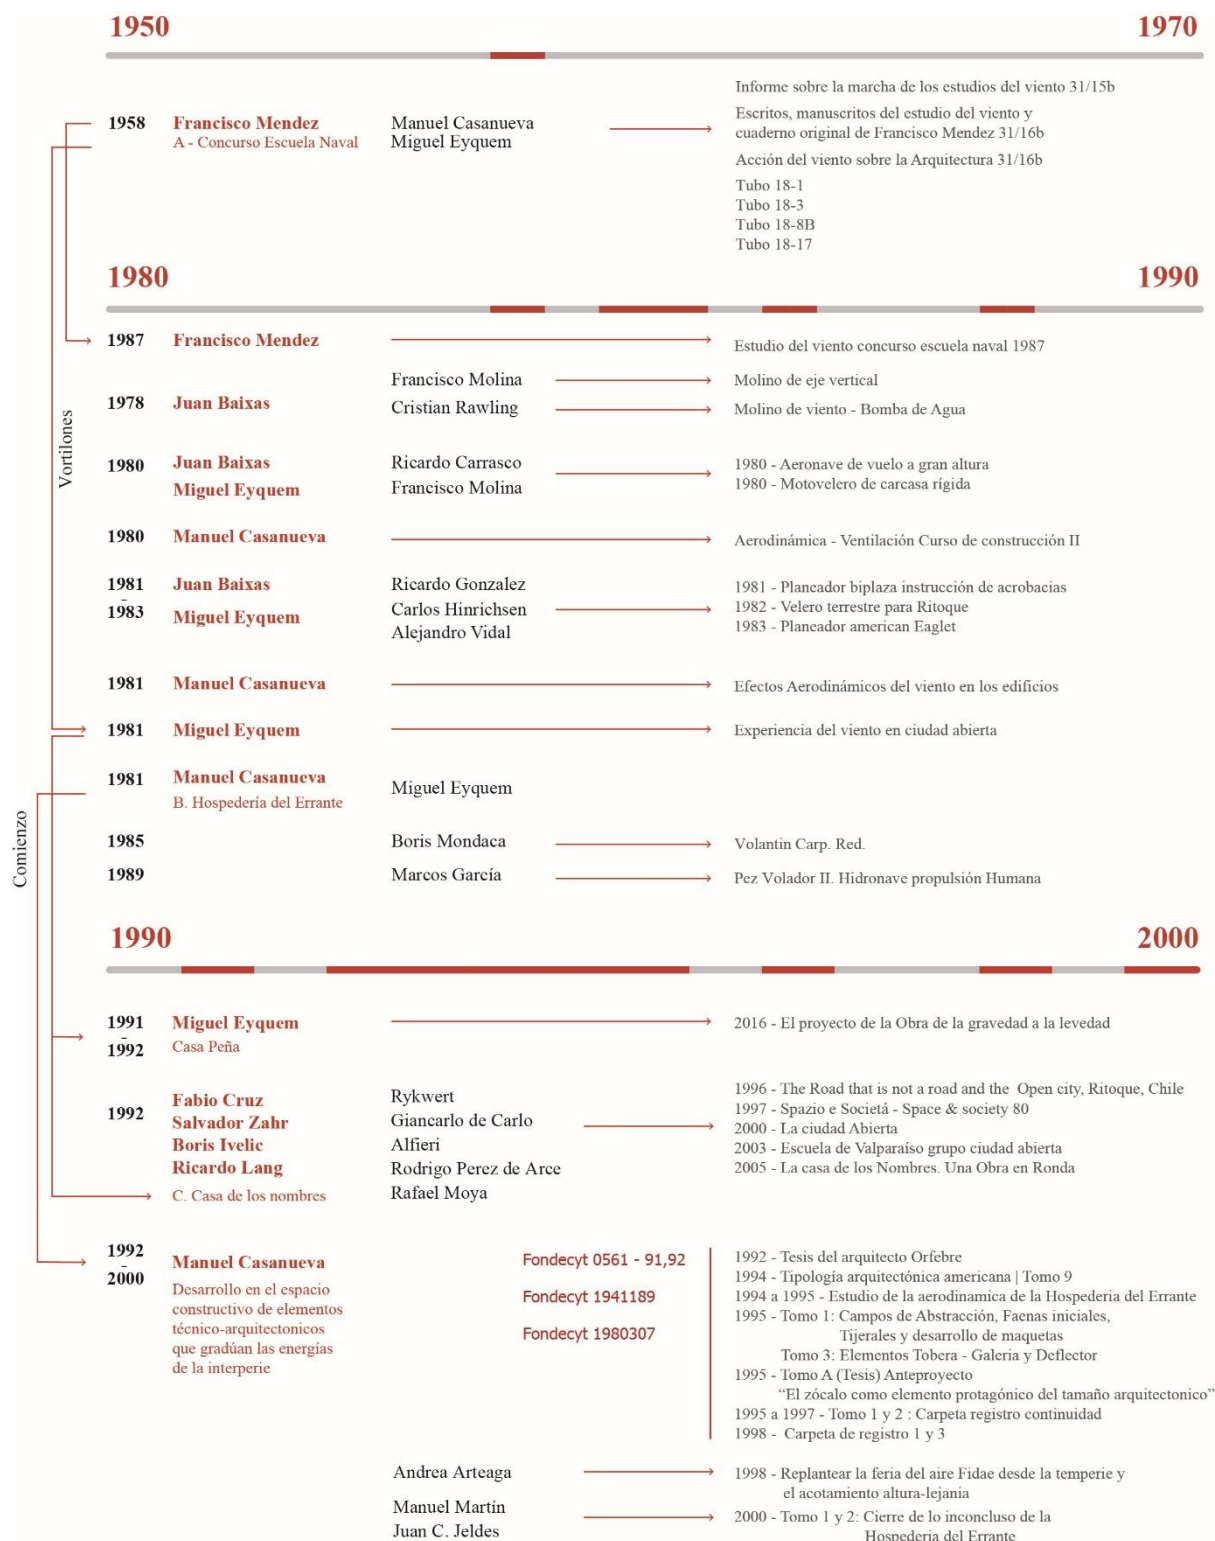 1950 1970
Informe sobre la marcha de los estudios del viento 31/15b
1958 Francisco Mendez Manuel Casanueva Escritos, manuscritos del estudio del viento y
A - Concurso Escuela Naval Miguel Eyquem cuaderno original de Francisco Mendez 31/16b
Acción del viento sobre la Arquitectura 31/16b
Tubo 18-1
Tubo 18-3
Tubo 18-8B
Tubo 18-17
1980 1990
Vortilones
1987 Francisco Mendez Estudio del viento concurso escuela naval 1987
Francisco Molina Molino de eje vertical
1978 Juan Baixas Cristian Rawling Molino de viento - Bomba de Agua
1980 Juan Baixas Ricardo Carrasco 1980 - Aeronave de vuelo a gran altura
Miguel Eyquem Francisco Molina 1980 - Motovelero de carcasa rígida
1980 Manuel Casanueva Aerodinámica - Ventilación Curso de construcción II
1981 Juan Baixas Ricardo Gonzalez 1981 - Planeador biplaza instrucción de acrobacias
-
1983 Miguel Eyquem Carlos Hinrichsen 1982 - Velero terrestre para Ritoque
Alejandro Vidal 1983 - Planeador american Eaglet
1981 Manuel Casanueva Efectos Aerodinámicos del viento en los edificios
1981 Miguel Eyquem Experiencia del viento en ciudad abierta
1981 Manuel Casanueva Miguel Eyquem
B. Hospedería del Errante
Comienzo
1985 Boris Mondaca Volantin Carp. Red.
1989 Marcos García Pez Volador II. Hidronave propulsión Humana
1990 2000
1991 Miguel Eyquem 2016 - El proyecto de la Obra de la gravedad a la levedad
-
1992 Casa Peña
1992 Fabio Cruz Rykwert 1996 - The Road that is not a road and the Open city, Ritoque, Chile
Salvador Zahr Giancarlo de Carlo 1997 - Spazio e Societá - Space & society 80
Boris Ivelic Alfieri 2000 - La ciudad Abierta
Ricardo Lang Rodrigo Perez de Arce 2003 - Escuela de Valparaíso grupo ciudad abierta
C. Casa de los nombres Rafael Moya 2005 - La casa de los Nombres. Una Obra en Ronda
1992
-
2000
Manuel Casanueva
Desarrollo en el espacio
constructivo de elementos
técnico-arquitectonicos
que gradúan las energías
de la interperie
Fondecyt 0561 - 91,92
Fondecyt 1941189
Fondecyt 1980307
1992 - Tesis del arquitecto Orfebre
1994 - Tipología arquitectónica americana | Tomo 9
1994 a 1995 - Estudio de la aerodinamica de la Hospederia del Errante
1995 - Tomo 1: Campos de Abstracción, Faenas iniciales,
Tijerales y desarrollo de maquetas
Tomo 3: Elementos Tobera - Galeria y Deflector
1995 - Tomo A (Tesis) Anteproyecto
“El zócalo como elemento protagónico del tamaño arquitectonico”
1995 a 1997 - Tomo 1 y 2 : Carpeta registro continuidad
1998 - Carpeta de registro 1 y 3
Andrea Arteaga 1998 - Replantear la feria del aire Fidae desde la temperie y
el acotamiento altura-lejania
Manuel Martín 2000 - Tomo 1 y 2: Cierre de lo inconcluso de la
Juan C. Jeldes Hospederia del Errante